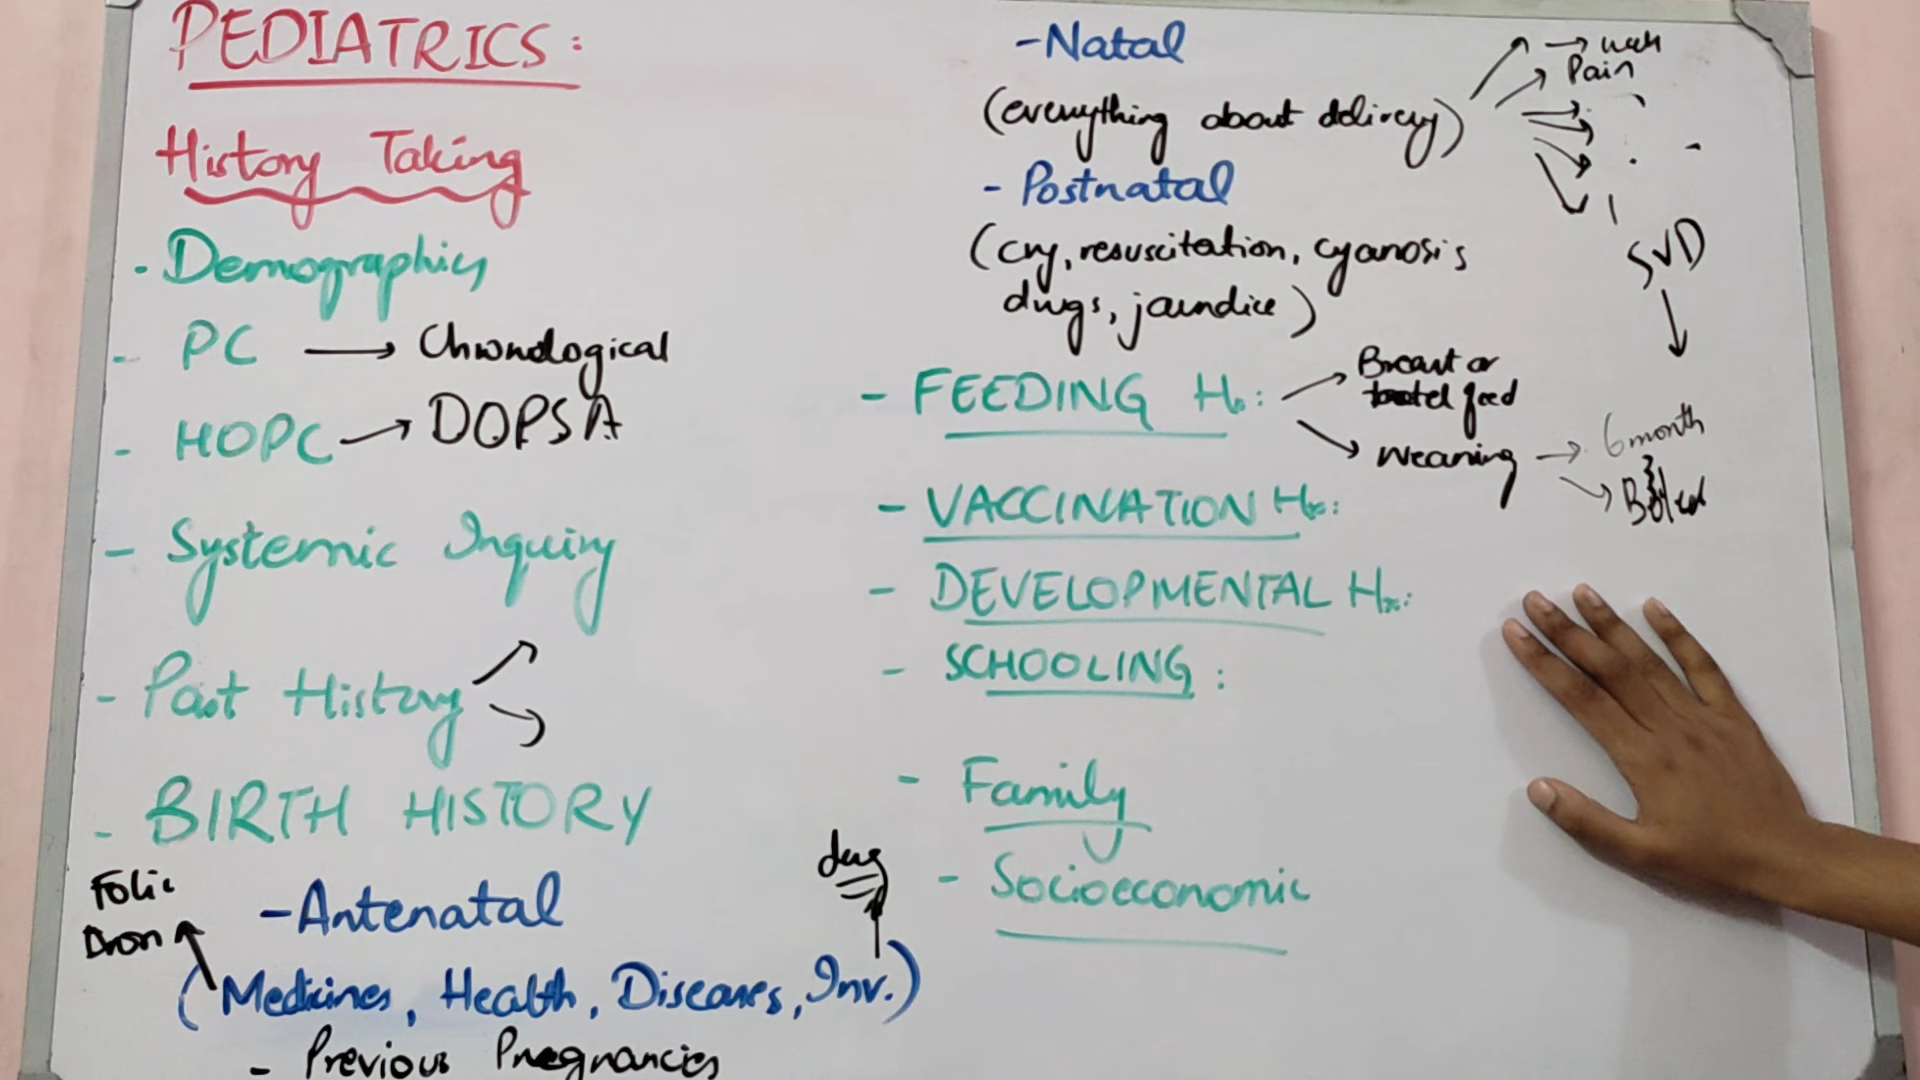 PEDIATRICS:
History Taking
- Demographics
- PC → Chronological
- HOPC → DOPSA
- Systemic Inquiry
- Past History
- BIRTH HISTORY
Folic
Iron
- Antenatal
drug
(Medicines, Health, Diseases, Inv.)
- Previous Pregnancies
- Natal
(everything about delivery)
Pain
- Postnatal
(cry, resuscitation, cyanosis
drugs, jaundice)
SVD
- FEEDING Hx:
Breast or
feed
weaning → 6 month
- VACCINATION Hx:
- DEVELOPMENTAL Hx:
- SCHOOLING:
- Family
- Socioeconomic